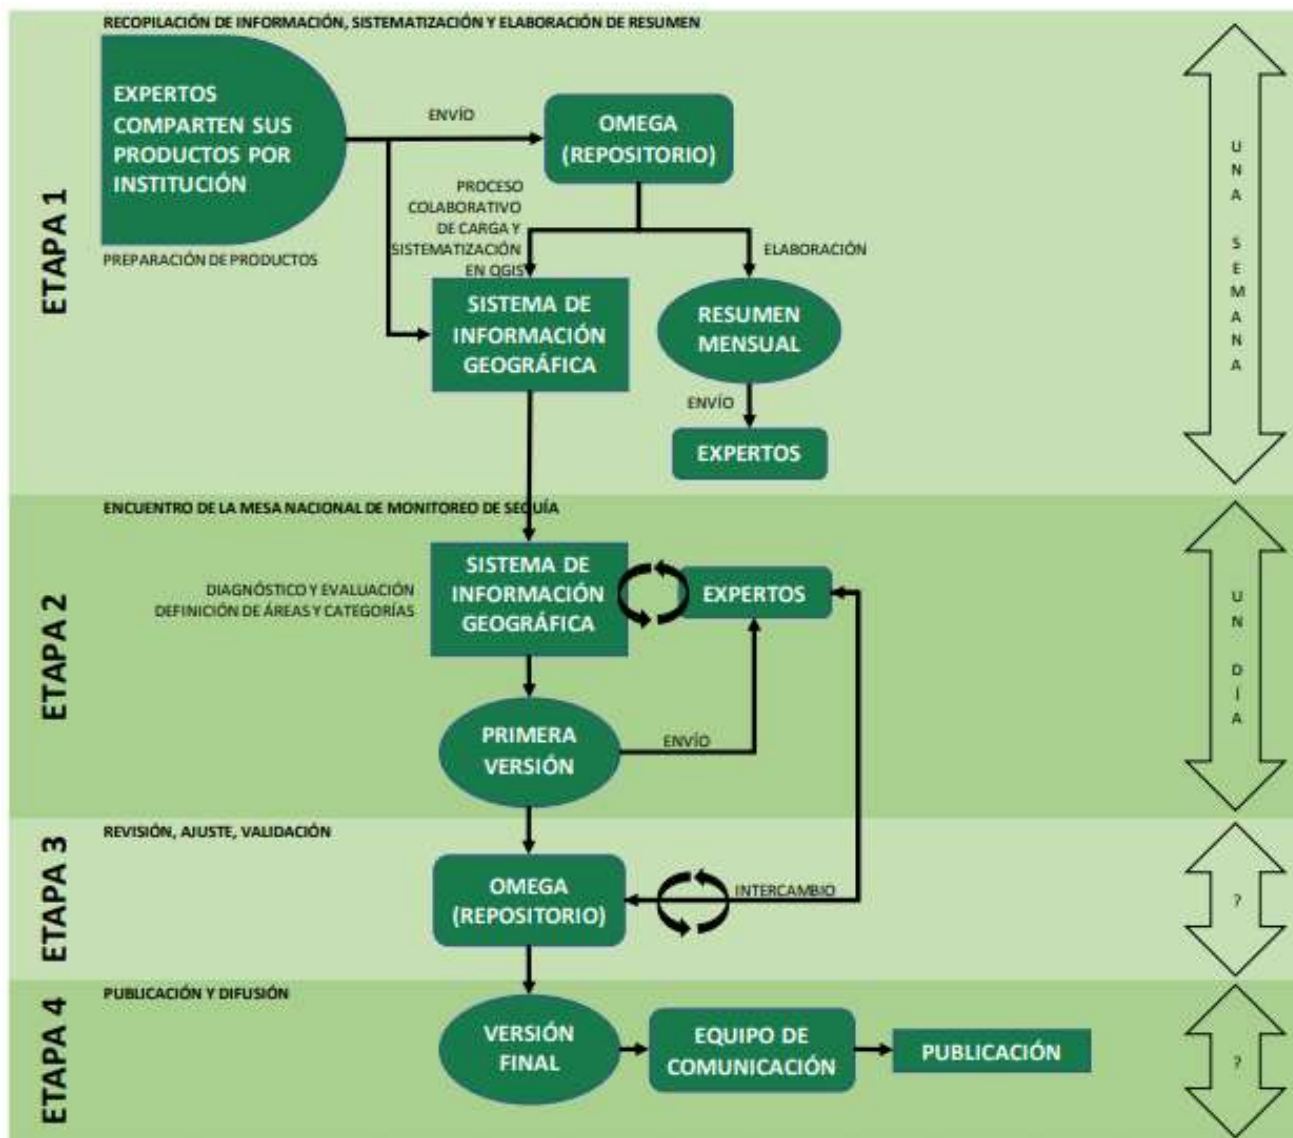 RECOPILACIÓN DE INFORMACIÓN, SISTEMATIZACIÓN Y ELABORACIÓN DE RESUMEN
ETAPA 1
EXPERTOS
COMPARTEN SUS
PRODUCTOS POR
INSTITUCIÓN
PREPARACIÓN DE PRODUCTOS
ENVÍO
OMEGA
(REPOSITORIO)
PROCESO
COLABORATIVO
DE CARGA Y
SISTEMATIZACIÓN
EN QGIS
ELABORACIÓN
SISTEMA DE
INFORMACIÓN
GEOGRÁFICA
RESUMEN
MENSUAL
ENVÍO
EXPERTOS
UNA SEMANA
ENCUENTRO DE LA MESA NACIONAL DE MONITOREO DE SEQUÍA
ETAPA 2
DIAGNÓSTICO Y EVALUACIÓN
DEFINICIÓN DE ÁREAS Y CATEGORÍAS
SISTEMA DE
INFORMACIÓN
GEOGRÁFICA
EXPERTOS
PRIMERA
VERSIÓN
ENVÍO
UN DÍA
REVISIÓN, AJUSTE, VALIDACIÓN
ETAPA 3
OMEGA
(REPOSITORIO)
INTERCAMBIO
?
PUBLICACIÓN Y DIFUSIÓN
ETAPA 4
VERSIÓN
FINAL
EQUIPO DE
COMUNICACIÓN
PUBLICACIÓN
?